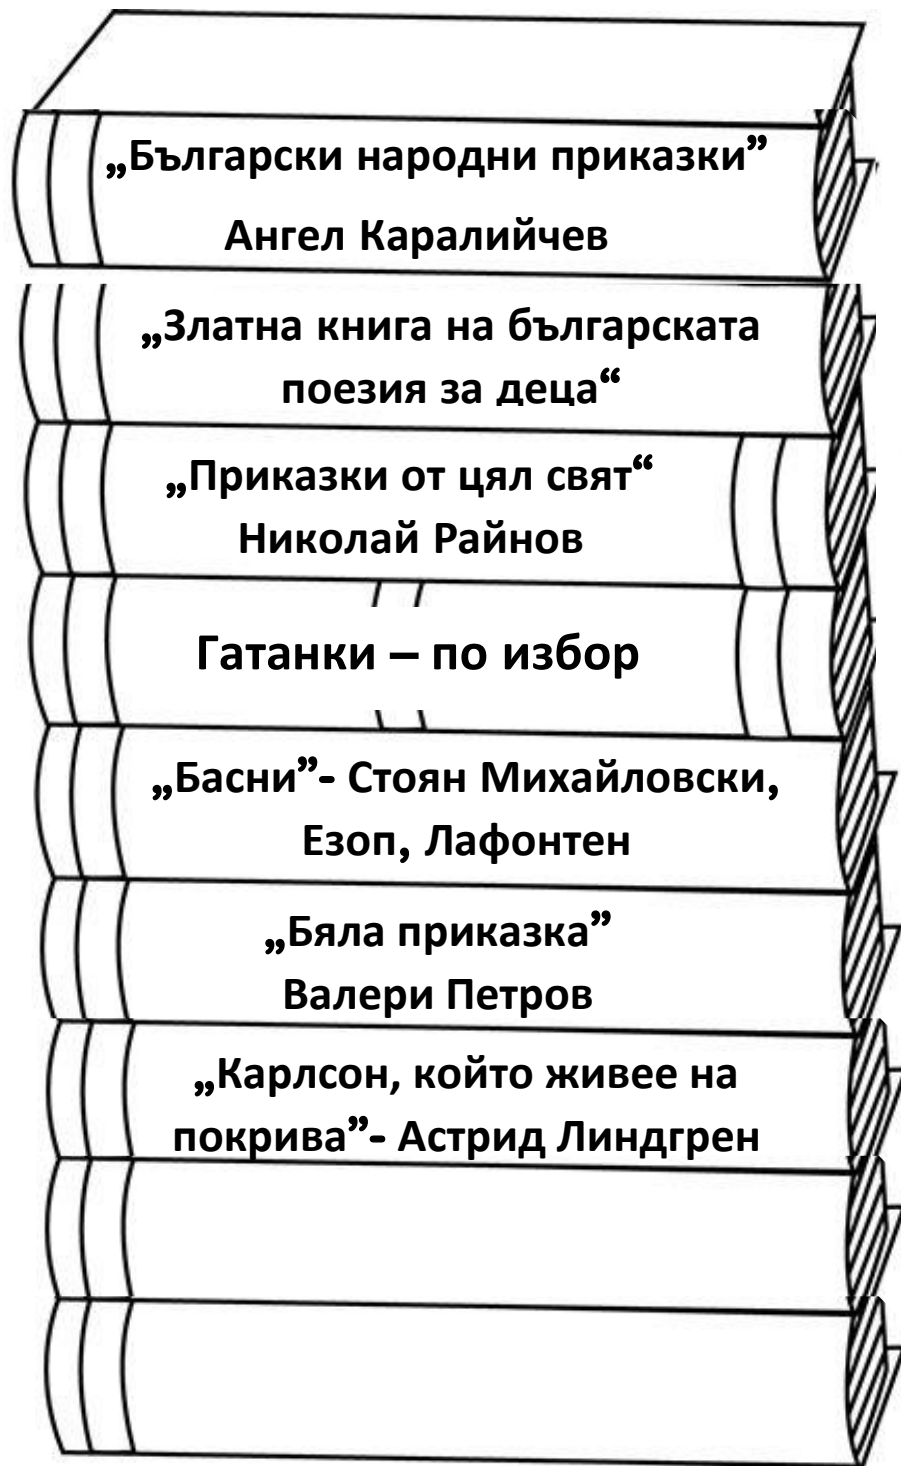 „Български народни приказки”
Ангел Каралийчев
„Златна книга на българската
поезия за деца“
„Приказки от цял свят“
Николай Райнов
Гатанки – по избор
„Басни”- Стоян Михайловски,
Езоп, Лафонтен
„Бяла приказка”
Валери Петров
„Карлсон, който живее на
покрива”- Астрид Линдгрен